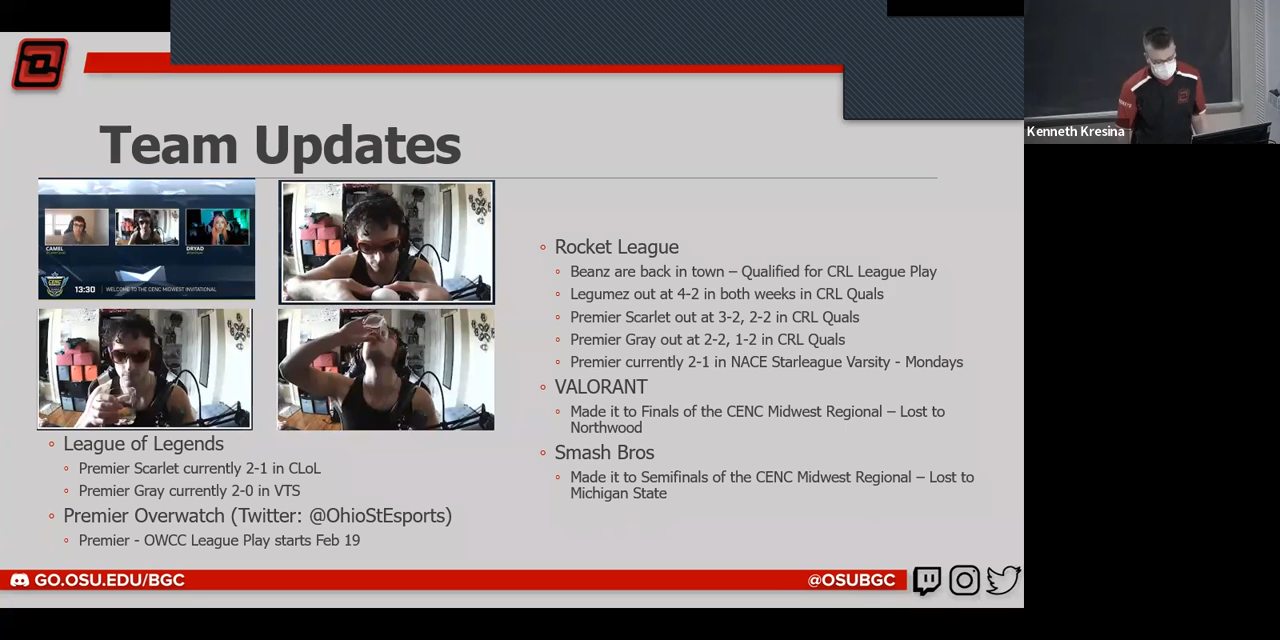 Kenneth Kresina
Team Updates
CAMEL
DRYAD
13:30
WELCOME TO THE CENC MIDWEST INVITATIONAL
◦ League of Legends
◦ Premier Scarlet currently 2-1 in CLoL
◦ Premier Gray currently 2-0 in VTS
◦ Premier Overwatch (Twitter: @OhioStEsports)
◦ Premier - OWCC League Play starts Feb 19
◦ Rocket League
◦ Beanz are back in town – Qualified for CRL League Play
◦ Legumez out at 4-2 in both weeks in CRL Quals
◦ Premier Scarlet out at 3-2, 2-2 in CRL Quals
◦ Premier Gray out at 2-2, 1-2 in CRL Quals
◦ Premier currently 2-1 in NACE Starleague Varsity - Mondays
◦ VALORANT
◦ Made it to Finals of the CENC Midwest Regional – Lost to
Northwood
◦ Smash Bros
◦ Made it to Semifinals of the CENC Midwest Regional – Lost to
Michigan State
GO.OSU.EDU/BGC
@OSUBGC